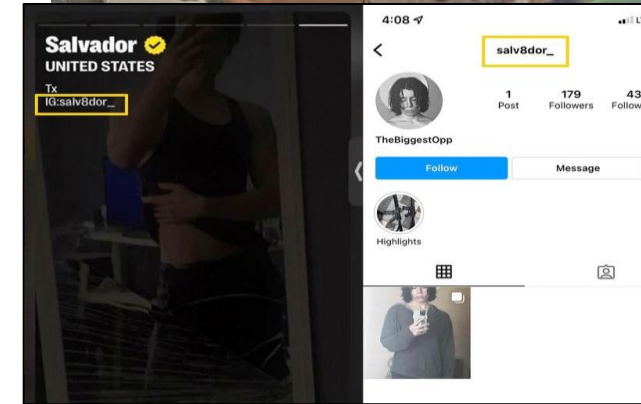 Salvador
UNITED STATES
Tx
IG:salv8dor_
4:08
salv8dor_
1 179 43
Post Followers Follow
TheBiggestOpp
Follow Message
Highlights